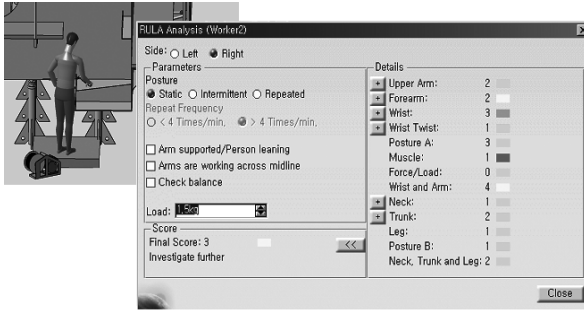 RULA Analysis (Worker2)
Side: Left Right
Parameters
Posture
Static Intermittent Repeated
Repeat Frequency
< 4 Times/min. > 4 Times/min.
Arm supported/Person leaning
Arms are working across midline
Check balance
Load: 1.5kg
Score
Final Score: 3
Investigate further
<<
Details
+ Upper Arm: 2
+ Forearm: 2
+ Wrist: 3
+ Wrist Twist: 1
Posture A: 3
Muscle: 1
Force/Load: 0
Wrist and Arm: 4
+ Neck: 1
+ Trunk: 2
Leg: 1
Posture B: 1
Neck, Trunk and Leg: 2
Close